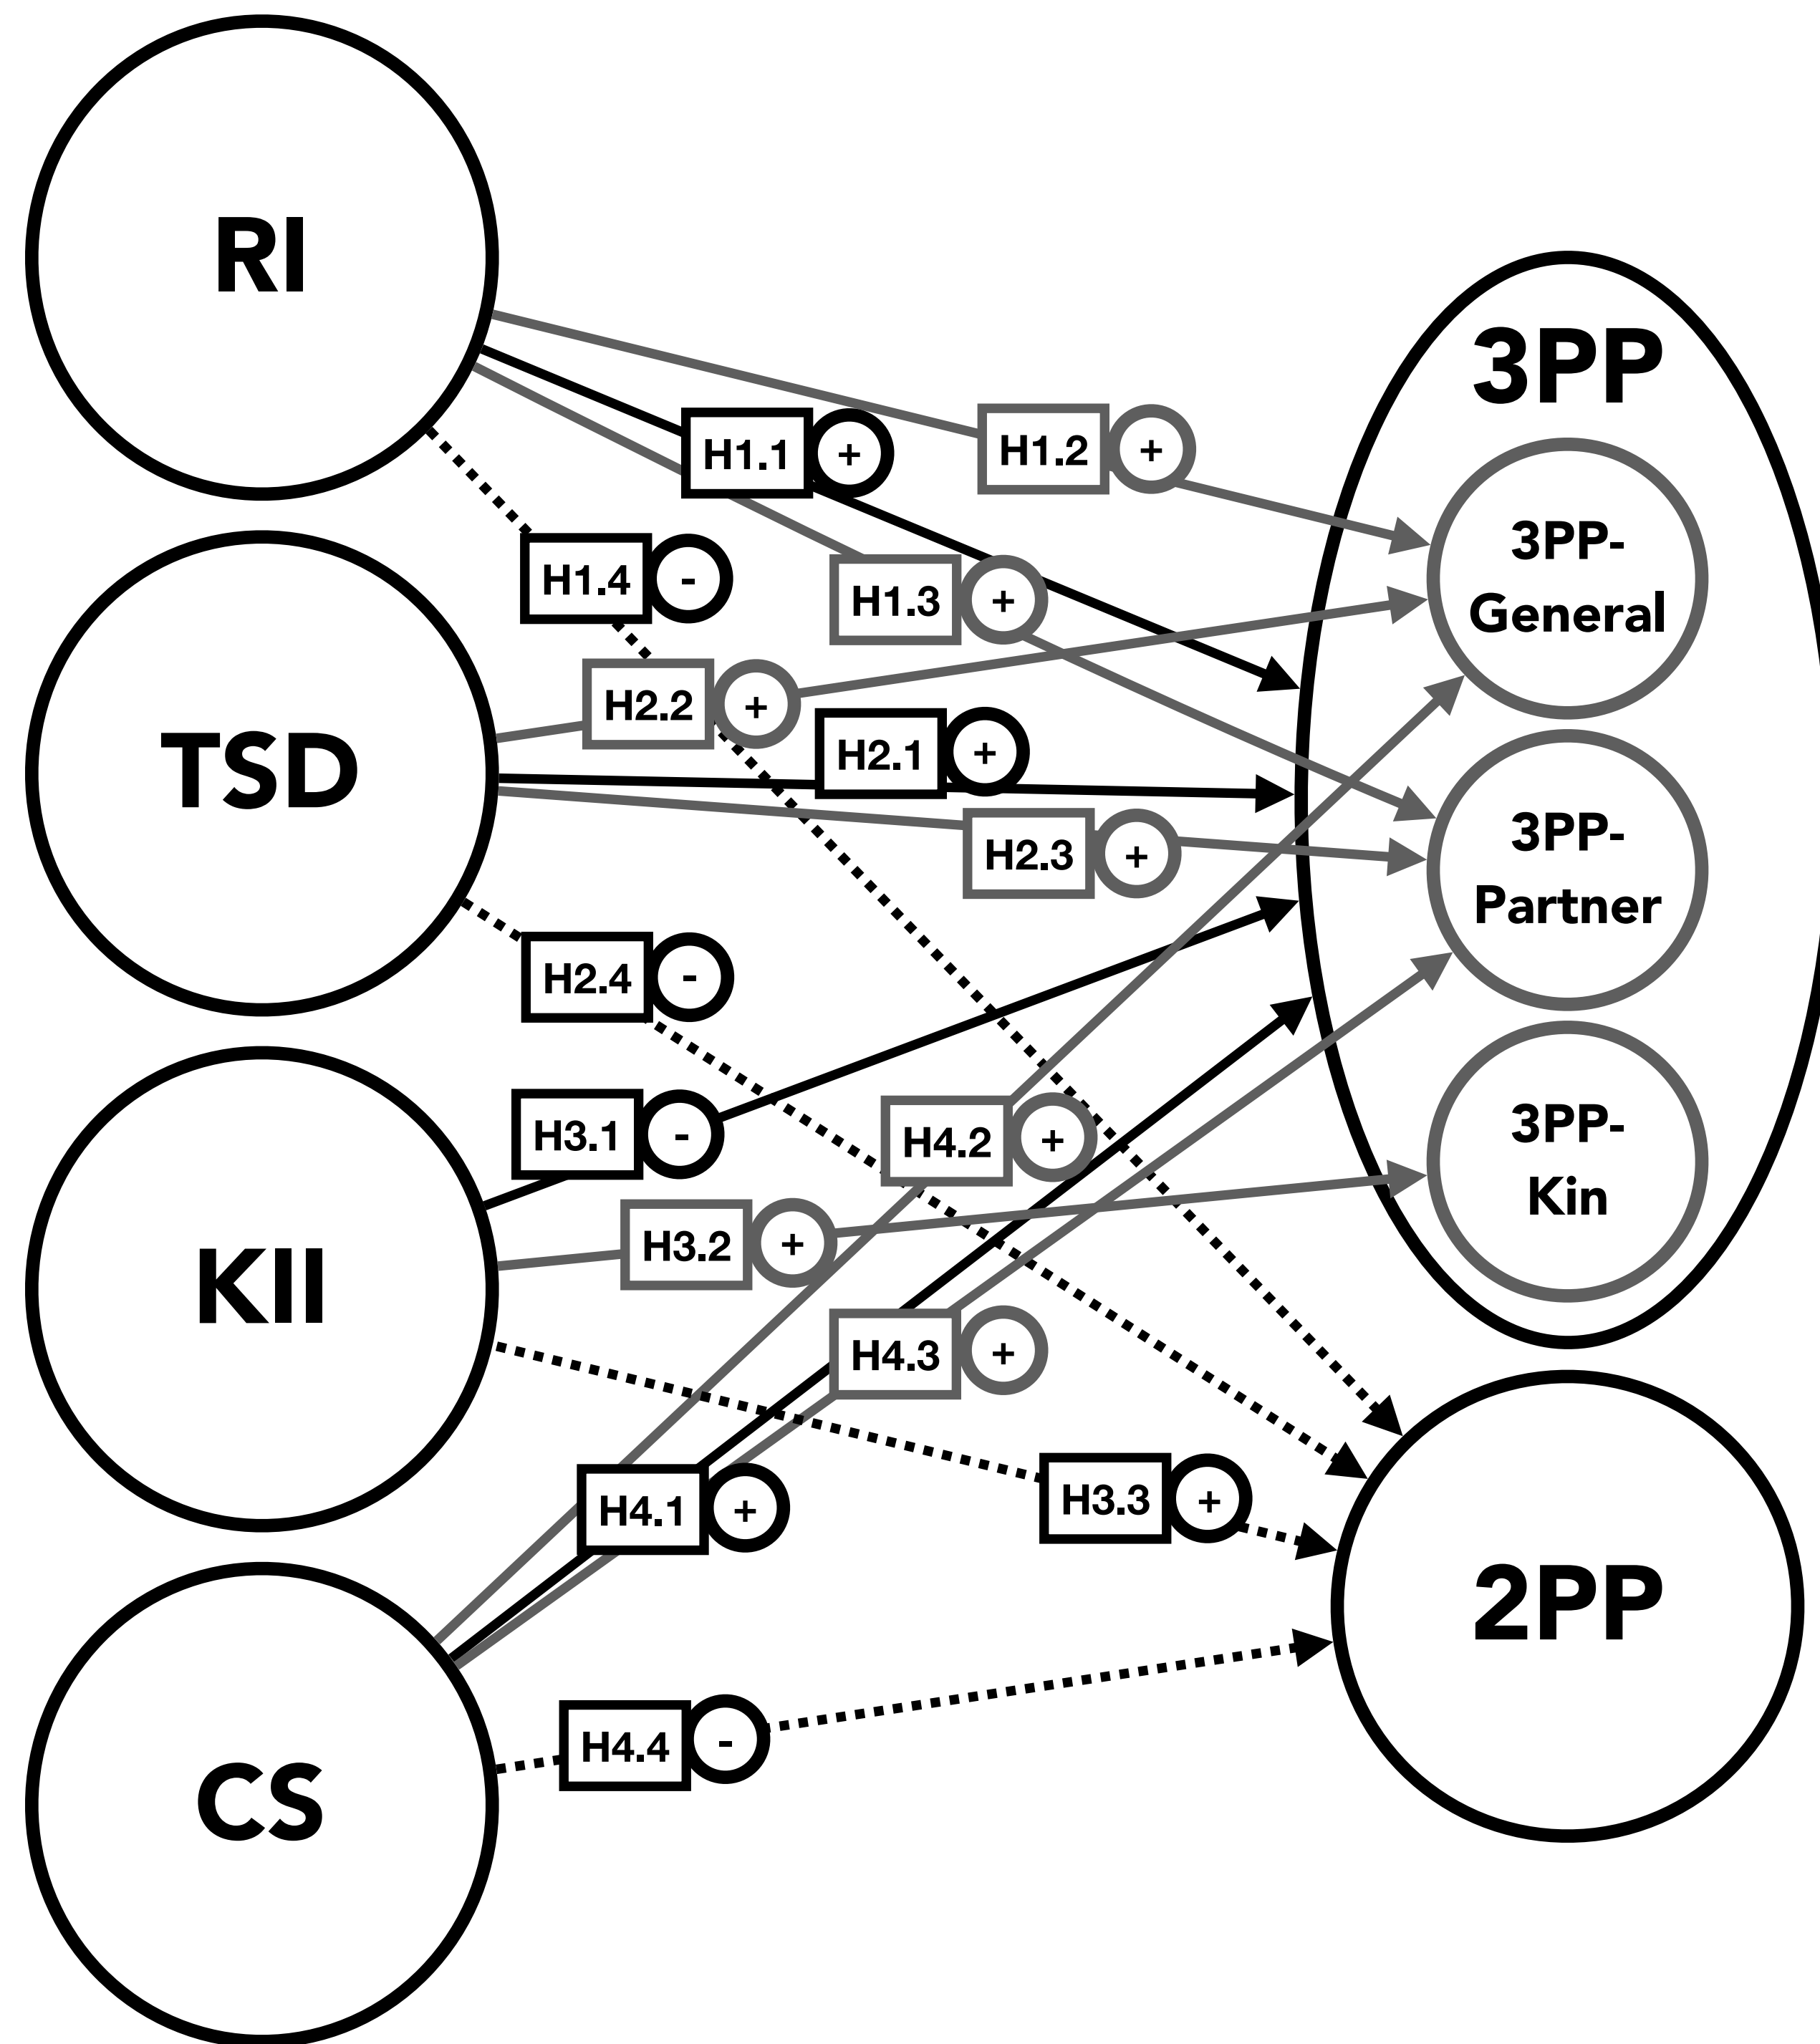 RI
3PP
H1.1 +
H1.2 +
3PP-
General
H1.4 -
H1.3 +
TSD
H2.2 +
H2.1 +
H2.3 +
3PP-
Partner
H2.4 -
H3.1 -
H4.2 +
3PP-
Kin
KII
H3.2 +
H4.3 +
H4.1 +
H3.3 +
2PP
CS
H4.4 -